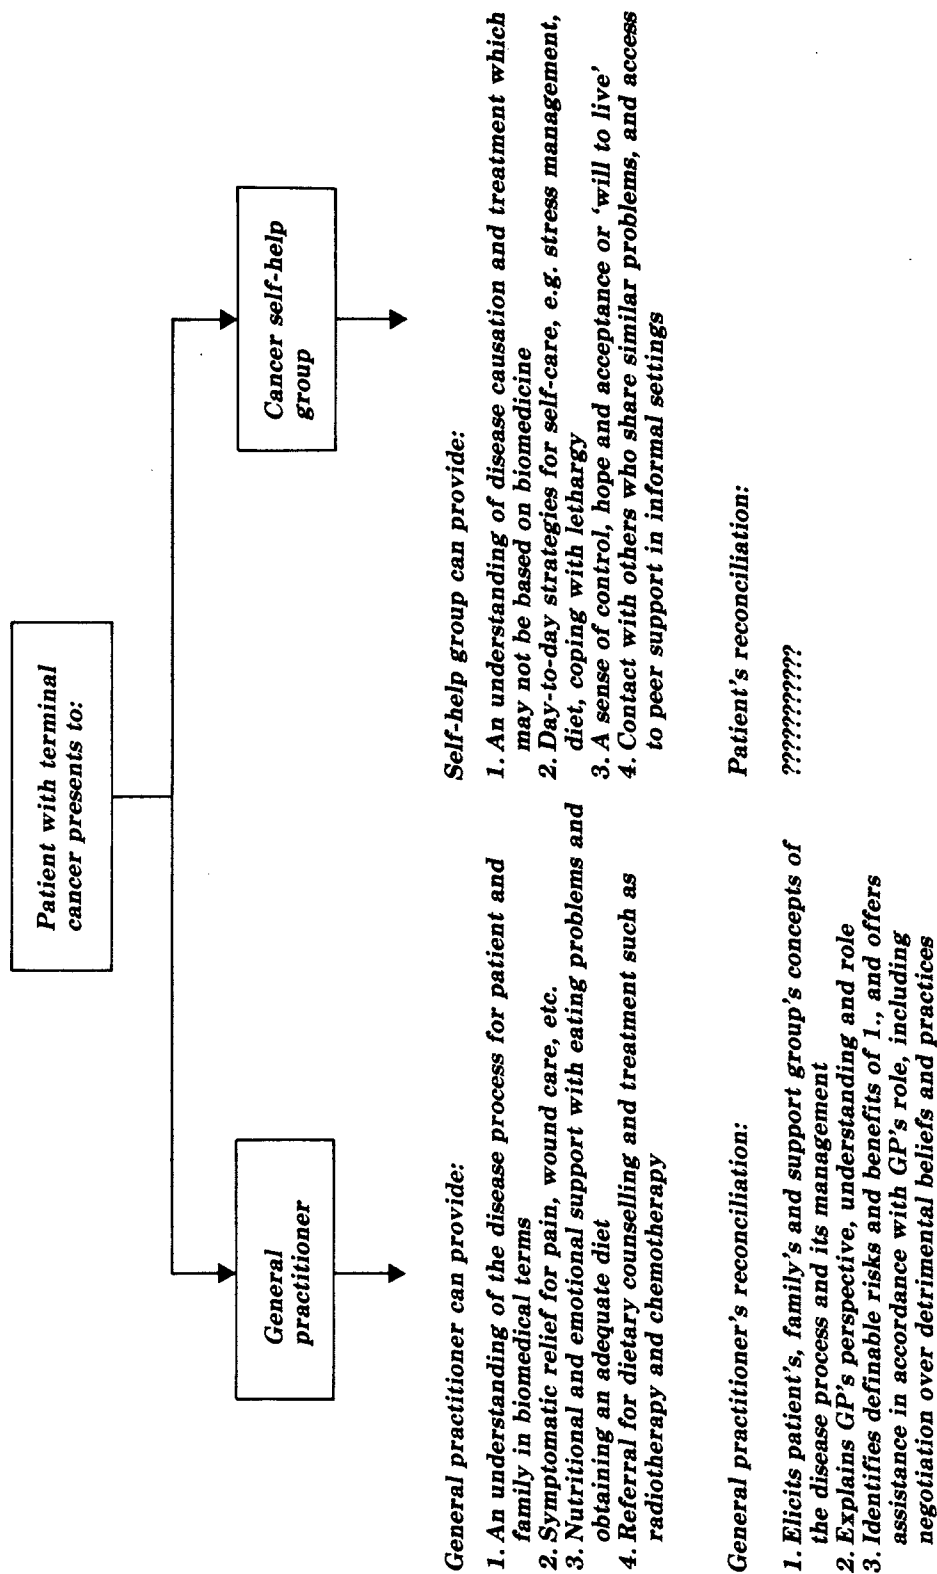 Patient with terminal
cancer presents to:
General
practitioner
Cancer self-help
group
General practitioner can provide:
1. An understanding of the disease process for patient and
family in biomedical terms
2. Symptomatic relief for pain, wound care, etc.
3. Nutritional and emotional support with eating problems and
obtaining an adequate diet
4. Referral for dietary counselling and treatment such as
radiotherapy and chemotherapy
Self-help group can provide:
1. An understanding of disease causation and treatment which
may not be based on biomedicine
2. Day-to-day strategies for self-care, e.g. stress management,
diet, coping with lethargy
3. A sense of control, hope and acceptance or ‘will to live’
4. Contact with others who share similar problems, and access
to peer support in informal settings
General practitioner's reconciliation:
1. Elicits patient's, family's and support group's concepts of
the disease process and its management
2. Explains GP's perspective, understanding and role
3. Identifies definable risks and benefits of 1., and offers
assistance in accordance with GP's role, including
negotiation over detrimental beliefs and practices
Patient's reconciliation:
???????????